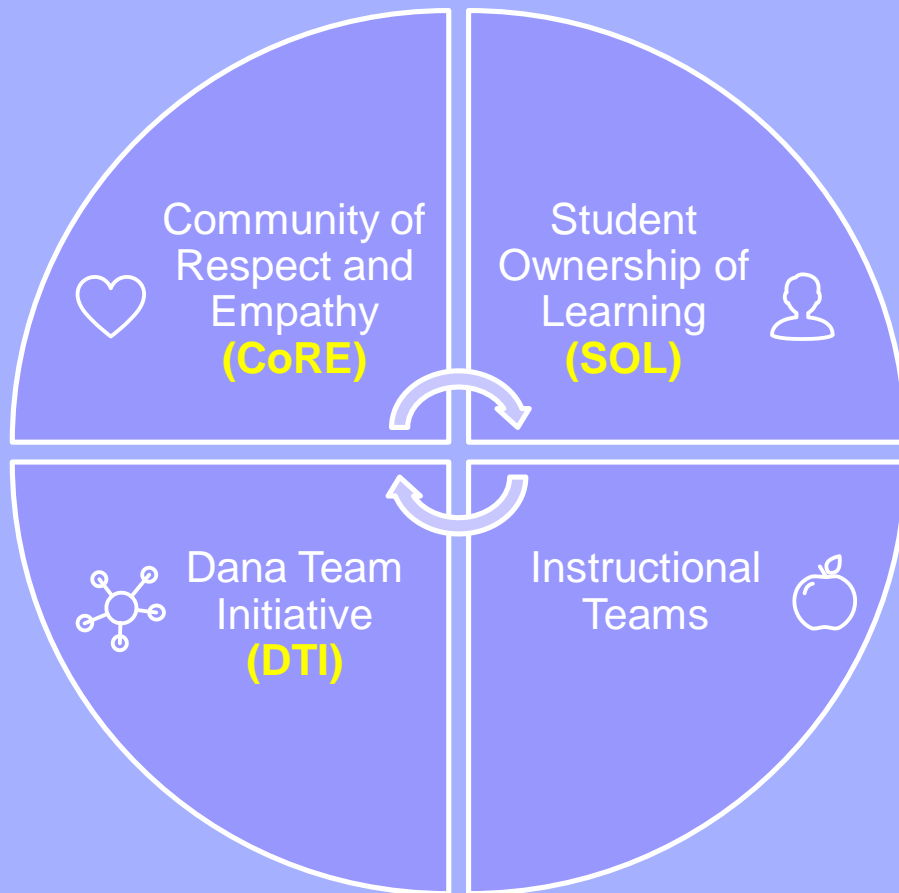 Community of
Respect and
Empathy
(CoRE)
Student
Ownership of
Learning
(SOL)
Dana Team
Initiative
(DTI)
Instructional
Teams